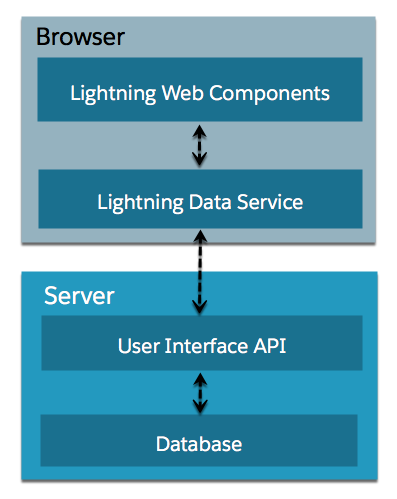 Browser
Lightning Web Components
Lightning Data Service
Server
User Interface API
Database